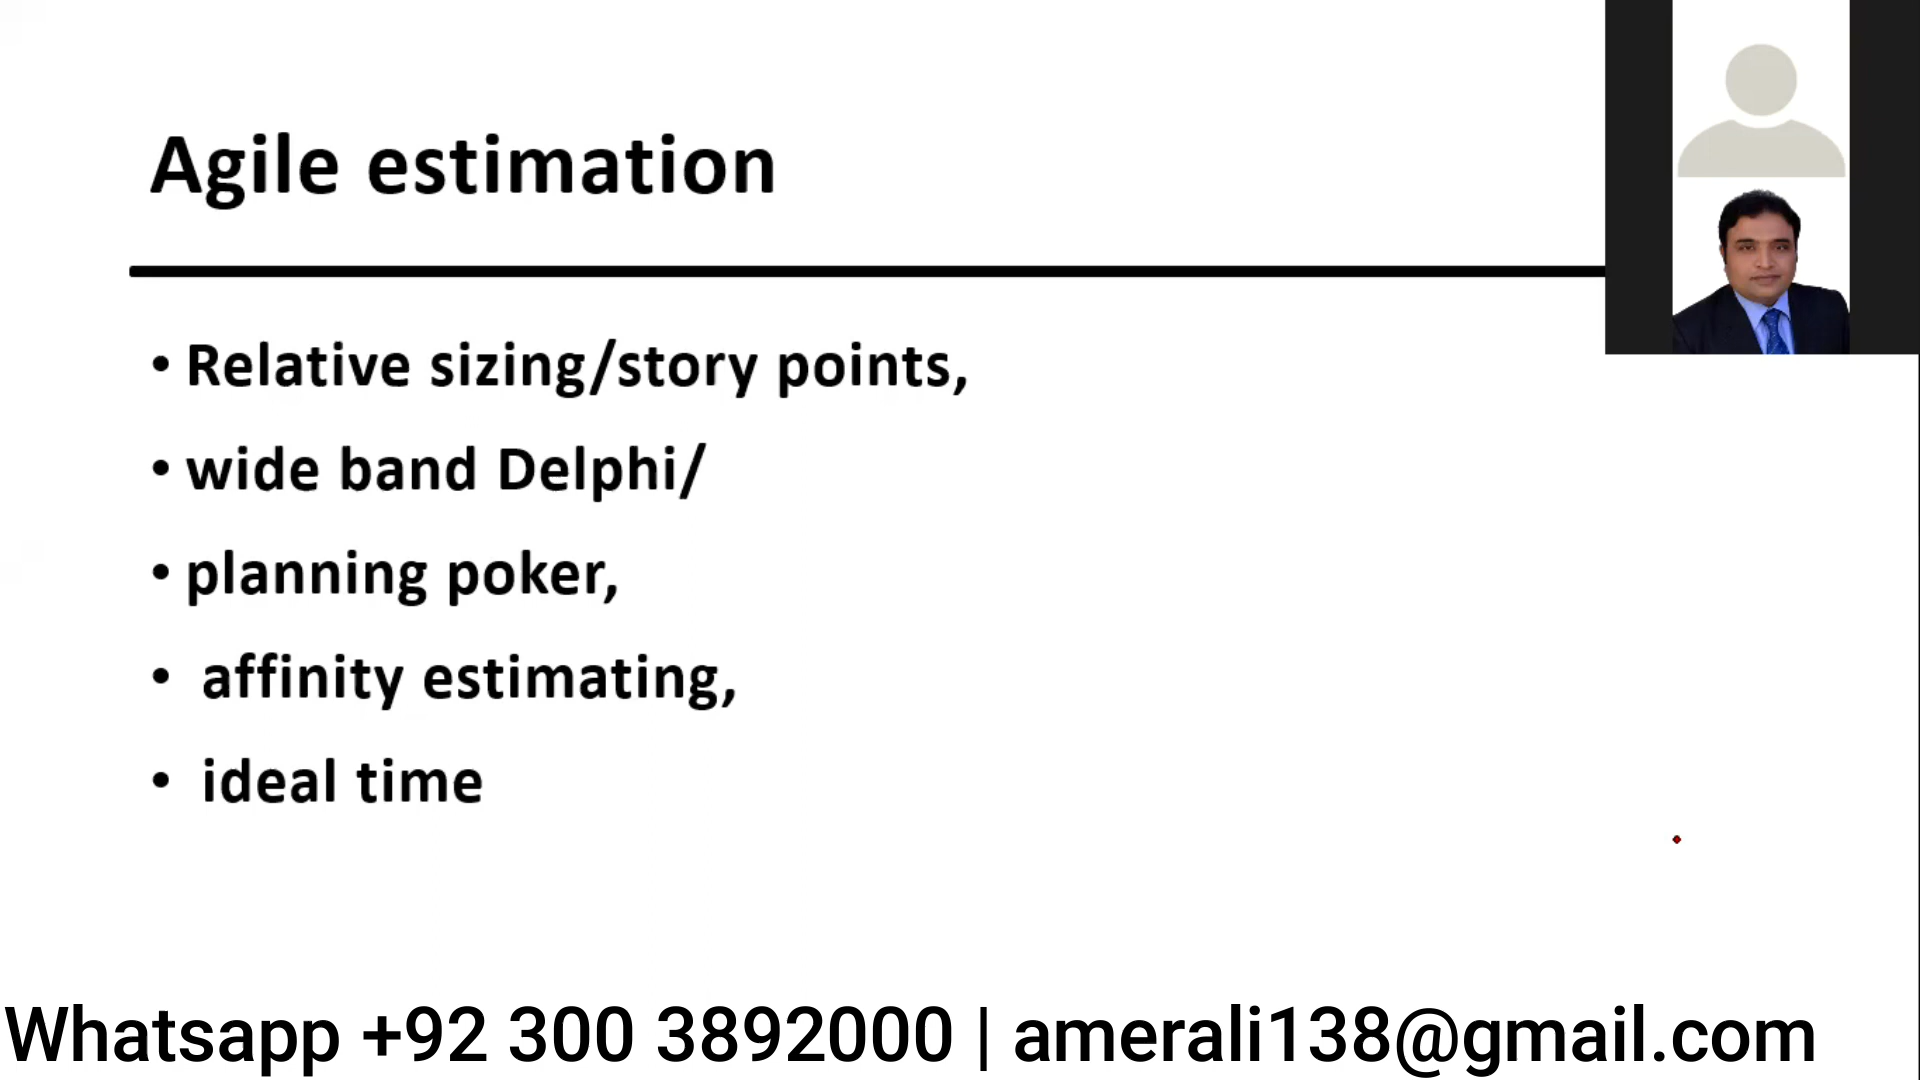 Agile estimation
• Relative sizing/story points,
• wide band Delphi/
• planning poker,
• affinity estimating,
• ideal time
Whatsapp +92 300 3892000 | amerali138@gmail.com